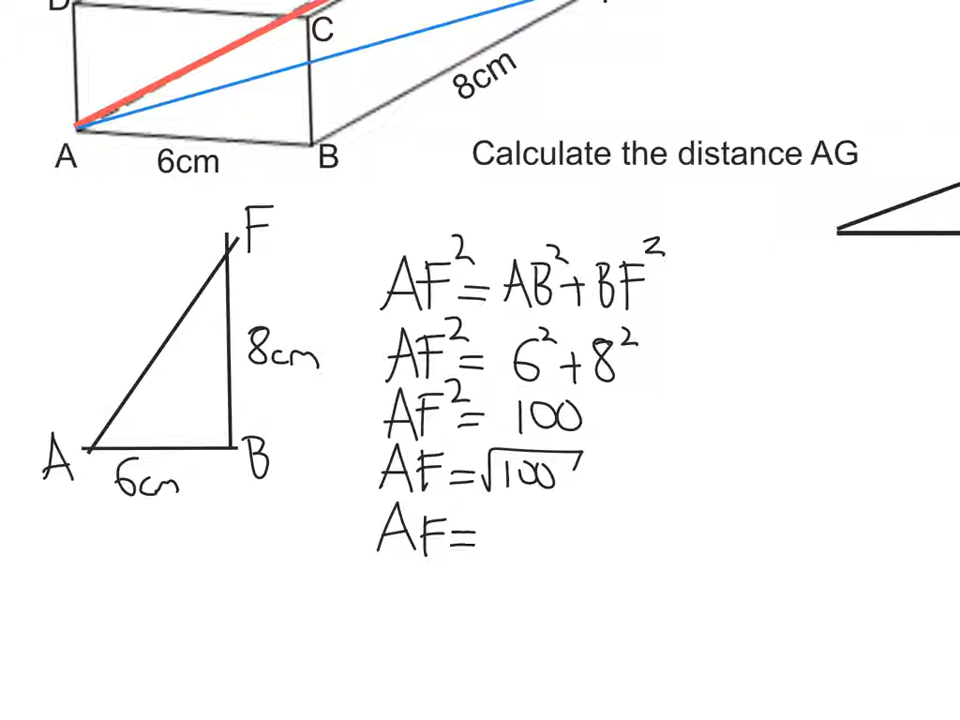 D
C
8cm
A
6cm
B
Calculate the distance AG
F
AF² = AB² + BF²
8cm
AF² = 6² + 8²
AF² = 100
A
6cm
B
AF = √100
AF =